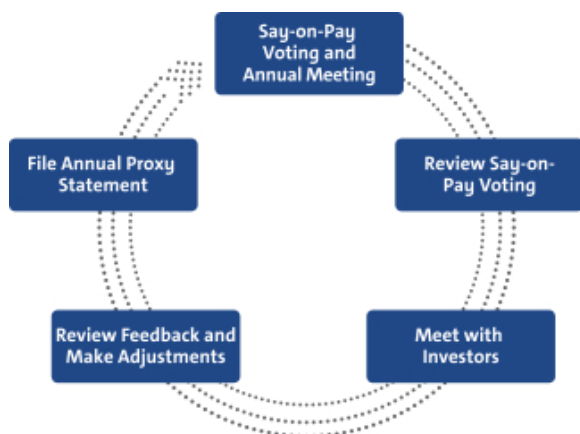 Say-on-Pay
Voting and
Annual Meeting
Review Say-on-
Pay Voting
Meet with
Investors
Review Feedback and
Make Adjustments
File Annual Proxy
Statement